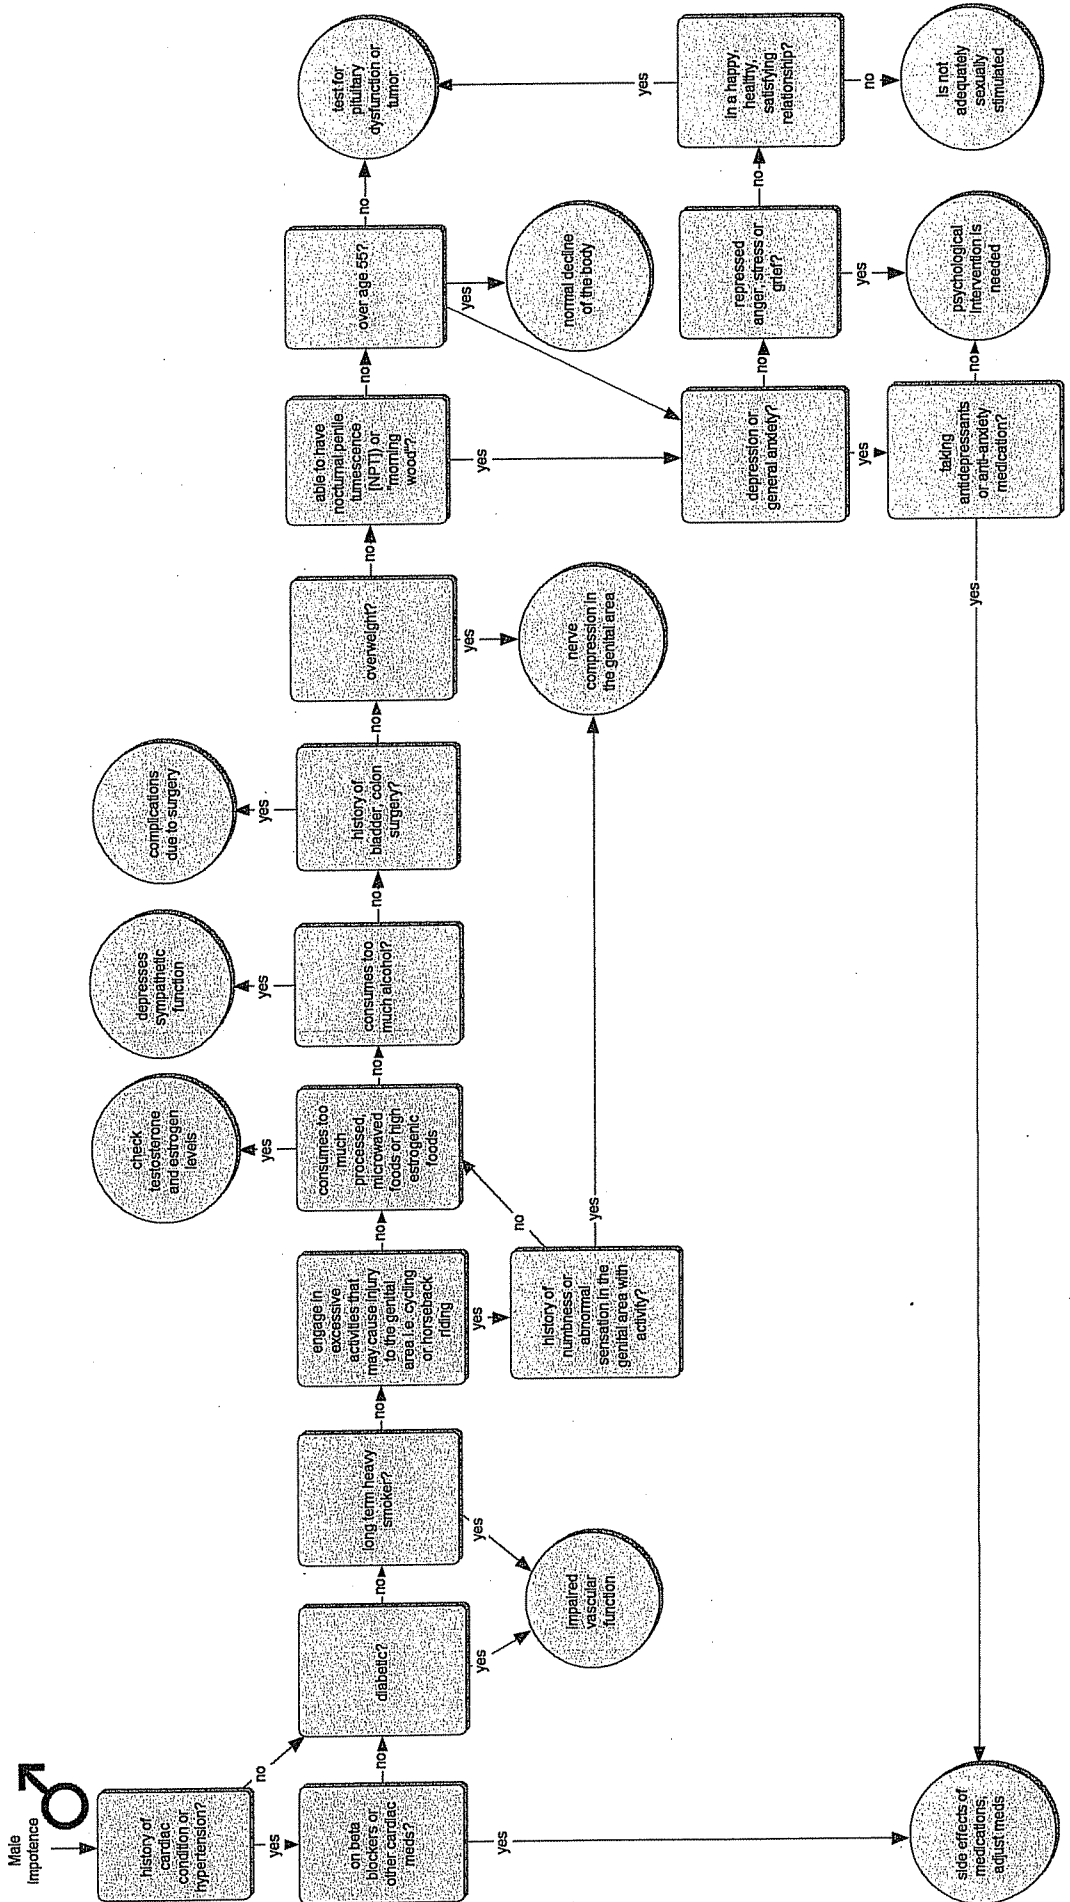 Male
Impotence
history of
cardiac
condition or
hypertension?
no
yes
on beta
blockers or
other cardiac
meds?
no
yes
side effects of
medications,
adjust meds
diabetic?
no
yes
Impaired
vascular
function
long term heavy
smoker?
yes
no
engage in
excessive
activities that
may cause injury
to the genital
area i.e. cycling
or horseback
riding
no
yes
history of
numbness or
abnormal
sensation in the
genital area with
activity?
no
yes
consumes too
much
processed,
microwaved
foods or high
estrogenic
foods
yes
check
testosterone
and estrogen
levels
no
consumes too
much alcohol?
yes
depresses
sympathetic
function
no
history of
bladder, colon
surgery?
yes
complications
due to surgery
no
overweight?
yes
nerve
compression in
the genital area
no
able to have
nocturnal penile
tumescence
[NPT]) or
"morning
wood"?
yes
no
over age 55?
yes
normal decline
of the body
no
test for
pituitary
dysfunction or
tumor
depression or
general anxiety?
no
yes
taking
antidepressants
or anti-anxiety
medication?
yes
no
psychological
Intervention is
needed
repressed
anger, stress or
grief?
yes
no
In a happy,
healthy,
satisfying
relationship?
yes
no
Is not
adequately
sexually
stimulated